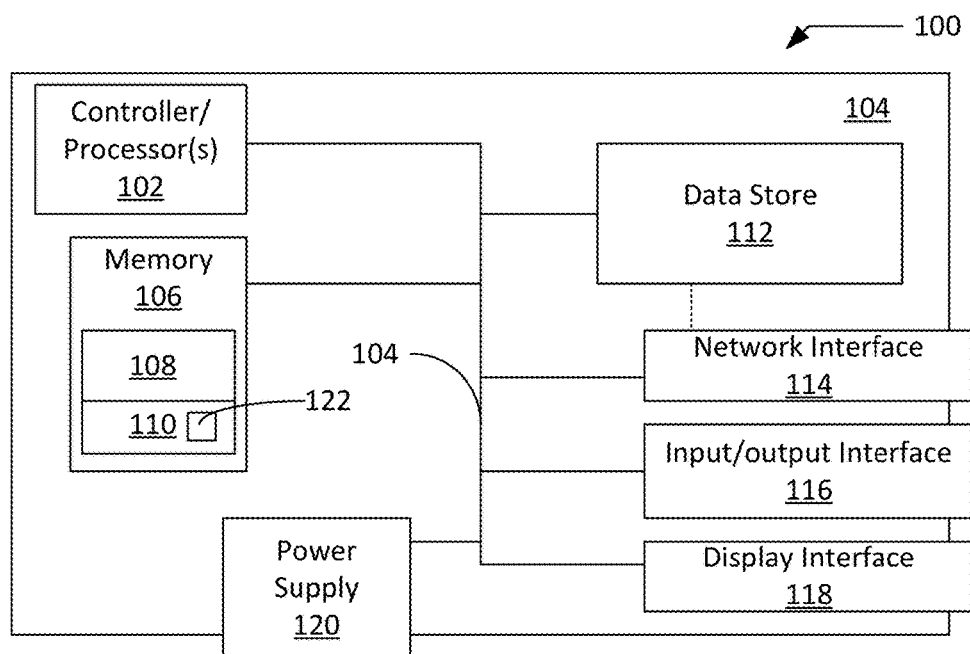 100
Controller/
Processor(s)
102
104
Data Store
112
Memory
106
108
110
122
104
Network Interface
114
Input/output Interface
116
Display Interface
118
Power
Supply
120